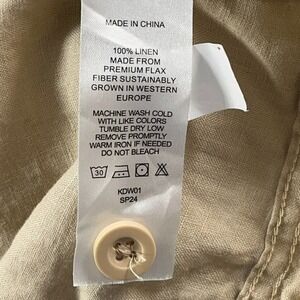 MADE IN CHINA
100% LINEN
MADE FROM
PREMIUM FLAX
FIBER SUSTAINABLY
GROWN IN WESTERN
EUROPE
MACHINE WASH COLD
WITH LIKE COLORS
TUMBLE DRY LOW
REMOVE PROMPTLY
WARM IRON IF NEEDED
DO NOT BLEACH
30
KDW01
SP24